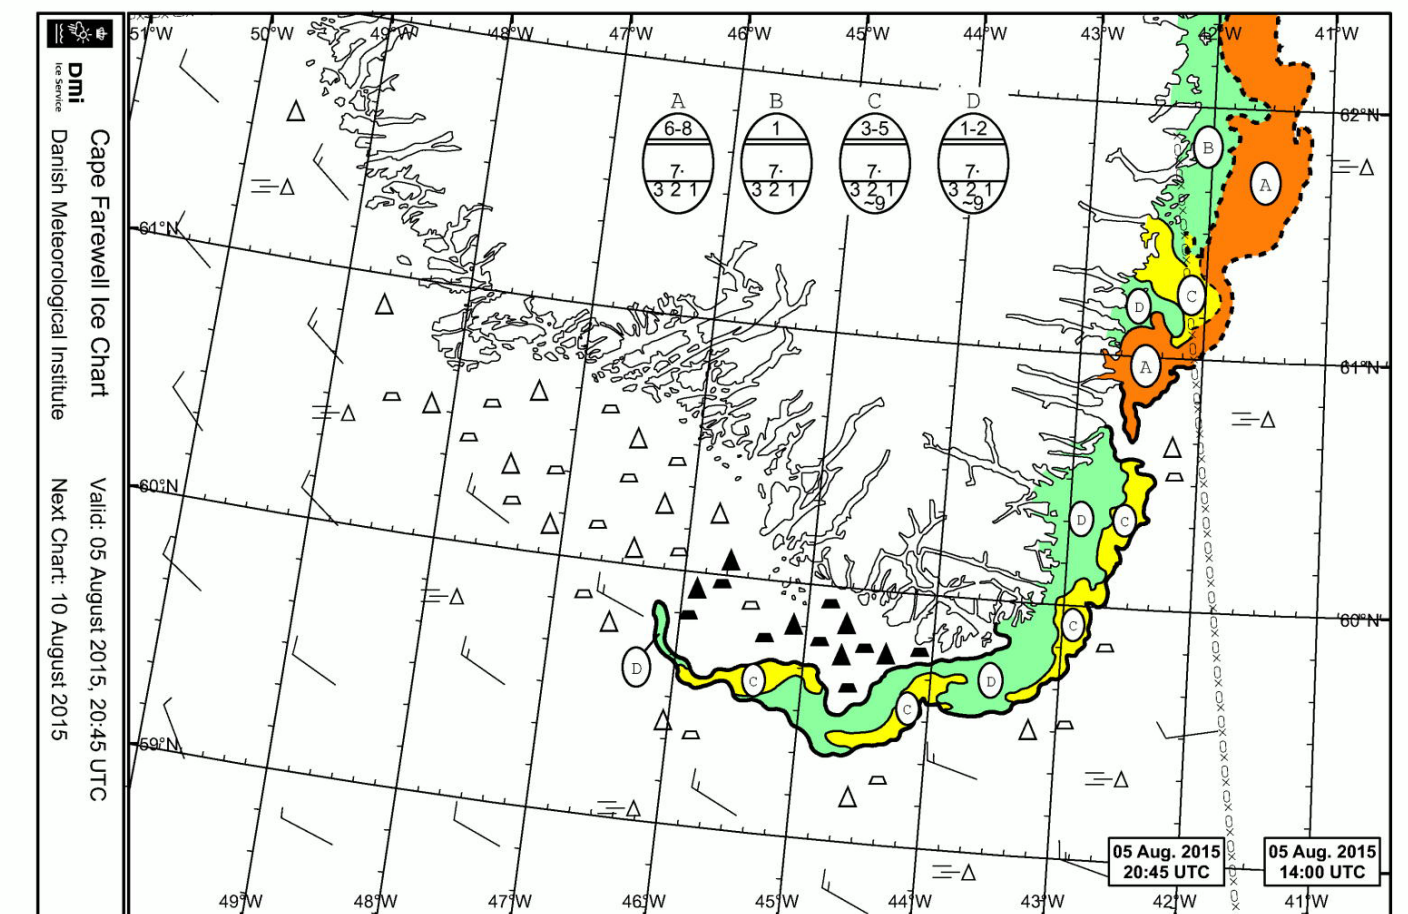 Dmi
Ice Service
Cape Farewell Ice Chart
Danish Meteorological Institute
Valid: 05 August 2015, 20:45 UTC
Next Chart: 10 August 2015
51°W 50°W 49°W 48°W 47°W 46°W 45°W 44°W 43°W 42°W 41°W
A B C D
6-8 1 3-5 1-2
7· 7· 7· 7·
3 2 1 3 2 1 3 2 1 3 2 1
~9 ~9
62°N
B
A
61°N
D C
A
61°N
60°N
D C
C
60°N
D C D
C
59°N
05 Aug. 2015 05 Aug. 2015
20:45 UTC 14:00 UTC
49°W 48°W 47°W 46°W 45°W 44°W 43°W 42°W 41°W